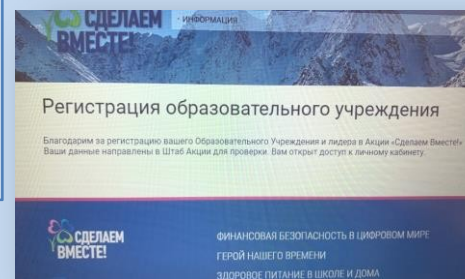 СДЕЛАЕМ
ВМЕСТЕ!
• ИНФОРМАЦИЯ
Регистрация образовательного учреждения
Благодарим за регистрацию вашего Образовательного Учреждения и лидера в Акции «Сделаем Вместе!»
Ваши данные направлены в Штаб Акции для проверки. Вам открыт доступ к личному кабинету.
СДЕЛАЕМ
ВМЕСТЕ!
ФИНАНСОВАЯ БЕЗОПАСНОСТЬ В ЦИФРОВОМ МИРЕ
ГЕРОЙ НАШЕГО ВРЕМЕНИ
ЗДОРОВОЕ ПИТАНИЕ В ШКОЛЕ И ДОМА